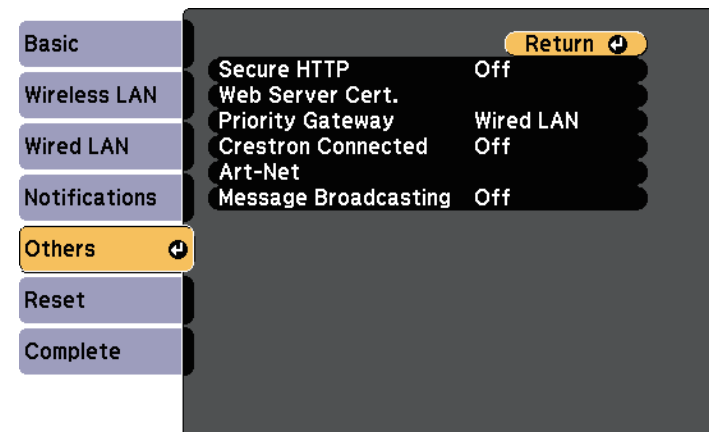 Basic
Wireless LAN
Wired LAN
Notifications
Others
Reset
Complete
Return
Secure HTTP Off
Web Server Cert.
Priority Gateway Wired LAN
Crestron Connected Off
Art-Net
Message Broadcasting Off